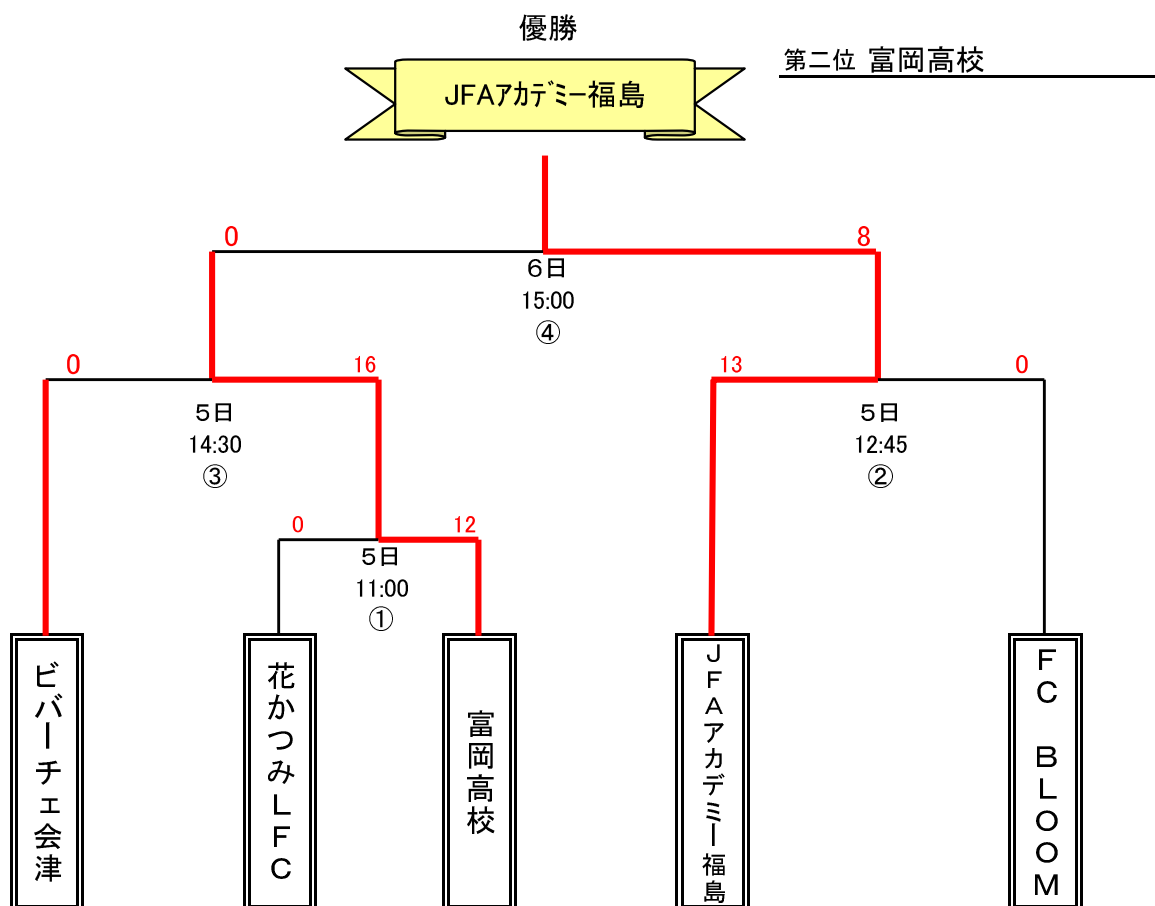 優勝
JFAアカデミー福島
第二位 富岡高校
0
8
6日
15:00
④
0
16
13
0
5日
14:30
③
5日
12:45
②
0
12
5日
11:00
①
ビバーチェ会津
花かつみLFC
富岡高校
JFAアカデミー福島
FC BLOOM